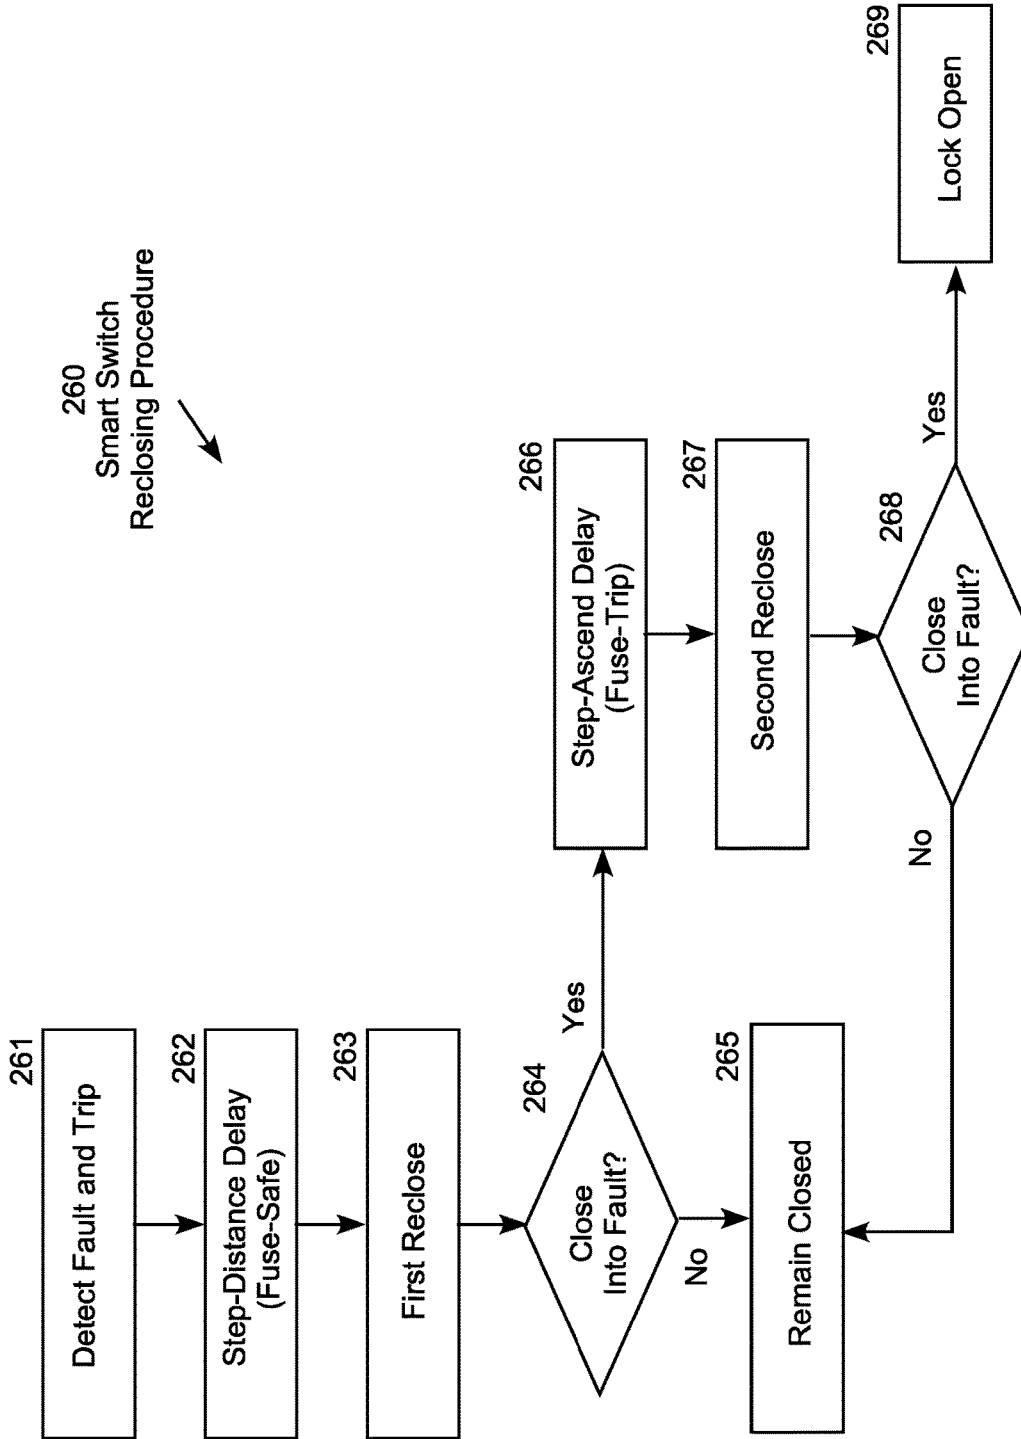 260
Smart Switch
Reclosing Procedure
261
Detect Fault and Trip
262
Step-Distance Delay
(Fuse-Safe)
263
First Reclose
264
Close
Into Fault?
Yes
No
265
Remain Closed
266
Step-Ascend Delay
(Fuse-Trip)
267
Second Reclose
268
Close
Into Fault?
No
Yes
269
Lock Open